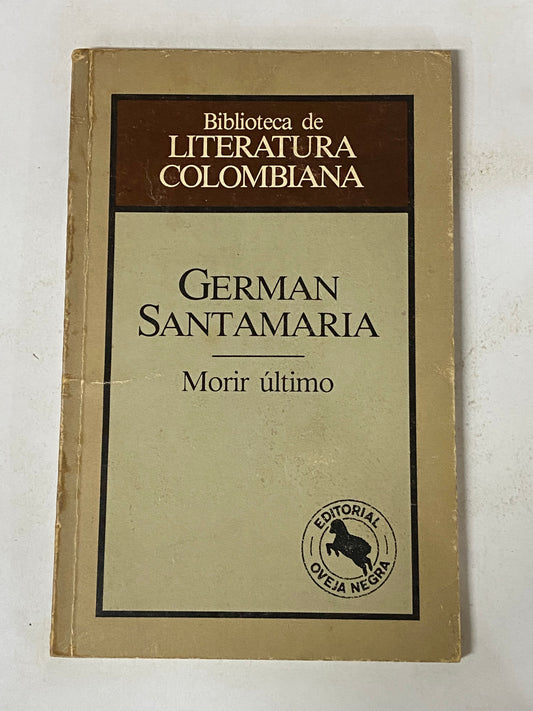 Biblioteca de
LITERATURA
COLOMBIANA
GERMAN
SANTAMARIA
Morir último
EDITORIAL
OVEJA NEGRA